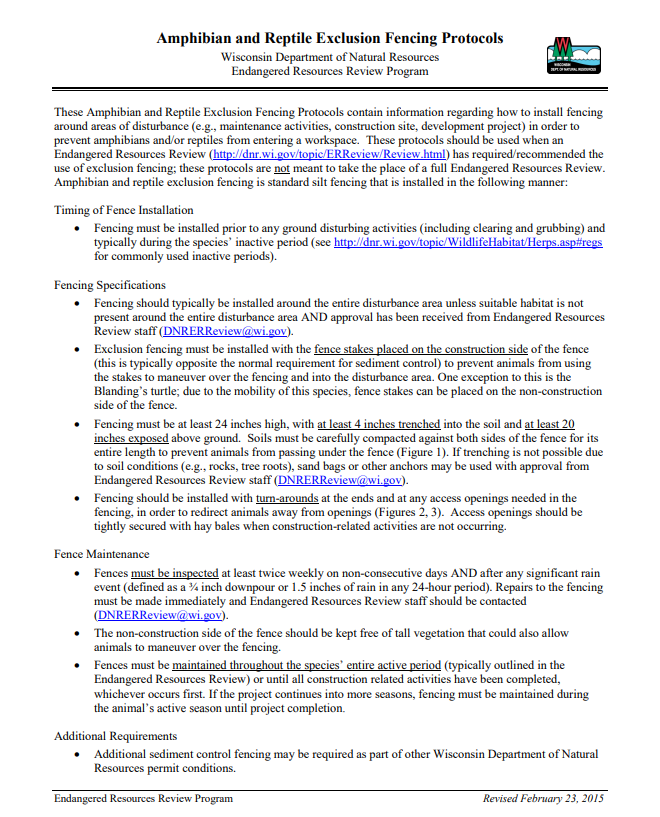 Amphibian and Reptile Exclusion Fencing Protocols
Wisconsin Department of Natural Resources
Endangered Resources Review Program
WISCONSIN
DEPT. OF NATURAL RESOURCES
These Amphibian and Reptile Exclusion Fencing Protocols contain information regarding how to install fencing
around areas of disturbance (e.g., maintenance activities, construction site, development project) in order to
prevent amphibians and/or reptiles from entering a workspace. These protocols should be used when an
Endangered Resources Review (http://dnr.wi.gov/topic/ERReview/Review.html) has required/recommended the
use of exclusion fencing; these protocols are not meant to take the place of a full Endangered Resources Review.
Amphibian and reptile exclusion fencing is standard silt fencing that is installed in the following manner:
Timing of Fence Installation
• Fencing must be installed prior to any ground disturbing activities (including clearing and grubbing) and
typically during the species' inactive period (see http://dnr.wi.gov/topic/WildlifeHabitat/Herps.asp#regs
for commonly used inactive periods).
Fencing Specifications
• Fencing should typically be installed around the entire disturbance area unless suitable habitat is not
present around the entire disturbance area AND approval has been received from Endangered Resources
Review staff (DNRERReview@wi.gov).
• Exclusion fencing must be installed with the fence stakes placed on the construction side of the fence
(this is typically opposite the normal requirement for sediment control) to prevent animals from using
the stakes to maneuver over the fencing and into the disturbance area. One exception to this is the
Blanding's turtle; due to the mobility of this species, fence stakes can be placed on the non-construction
side of the fence.
• Fencing must be at least 24 inches high, with at least 4 inches trenched into the soil and at least 20
inches exposed above ground. Soils must be carefully compacted against both sides of the fence for its
entire length to prevent animals from passing under the fence (Figure 1). If trenching is not possible due
to soil conditions (e.g., rocks, tree roots), sand bags or other anchors may be used with approval from
Endangered Resources Review staff (DNRERReview@wi.gov).
• Fencing should be installed with turn-arounds at the ends and at any access openings needed in the
fencing, in order to redirect animals away from openings (Figures 2, 3). Access openings should be
tightly secured with hay bales when construction-related activities are not occurring.
Fence Maintenance
• Fences must be inspected at least twice weekly on non-consecutive days AND after any significant rain
event (defined as a ¾ inch downpour or 1.5 inches of rain in any 24-hour period). Repairs to the fencing
must be made immediately and Endangered Resources Review staff should be contacted
(DNRERReview@wi.gov).
• The non-construction side of the fence should be kept free of tall vegetation that could also allow
animals to maneuver over the fencing.
• Fences must be maintained throughout the species' entire active period (typically outlined in the
Endangered Resources Review) or until all construction related activities have been completed,
whichever occurs first. If the project continues into more seasons, fencing must be maintained during
the animal's active season until project completion.
Additional Requirements
• Additional sediment control fencing may be required as part of other Wisconsin Department of Natural
Resources permit conditions.
Endangered Resources Review Program
Revised February 23, 2015